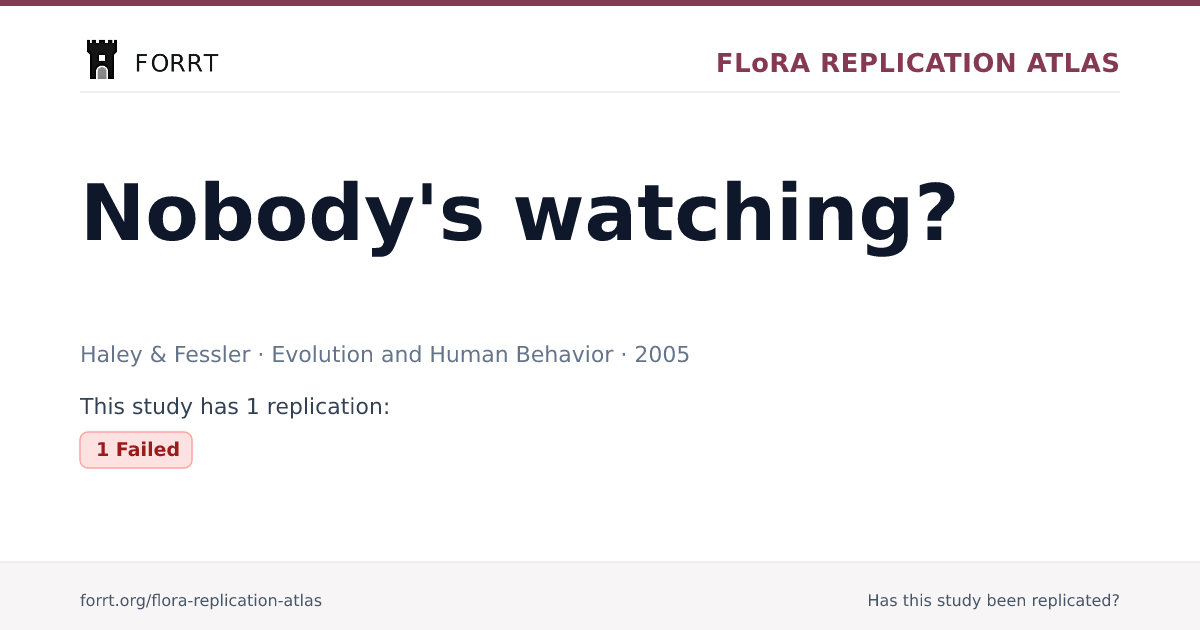 FORRT
FLoRA REPLICATION ATLAS
Nobody's watching?
Haley & Fessler · Evolution and Human Behavior · 2005
This study has 1 replication:
1 Failed
forrt.org/flora-replication-atlas
Has this study been replicated?